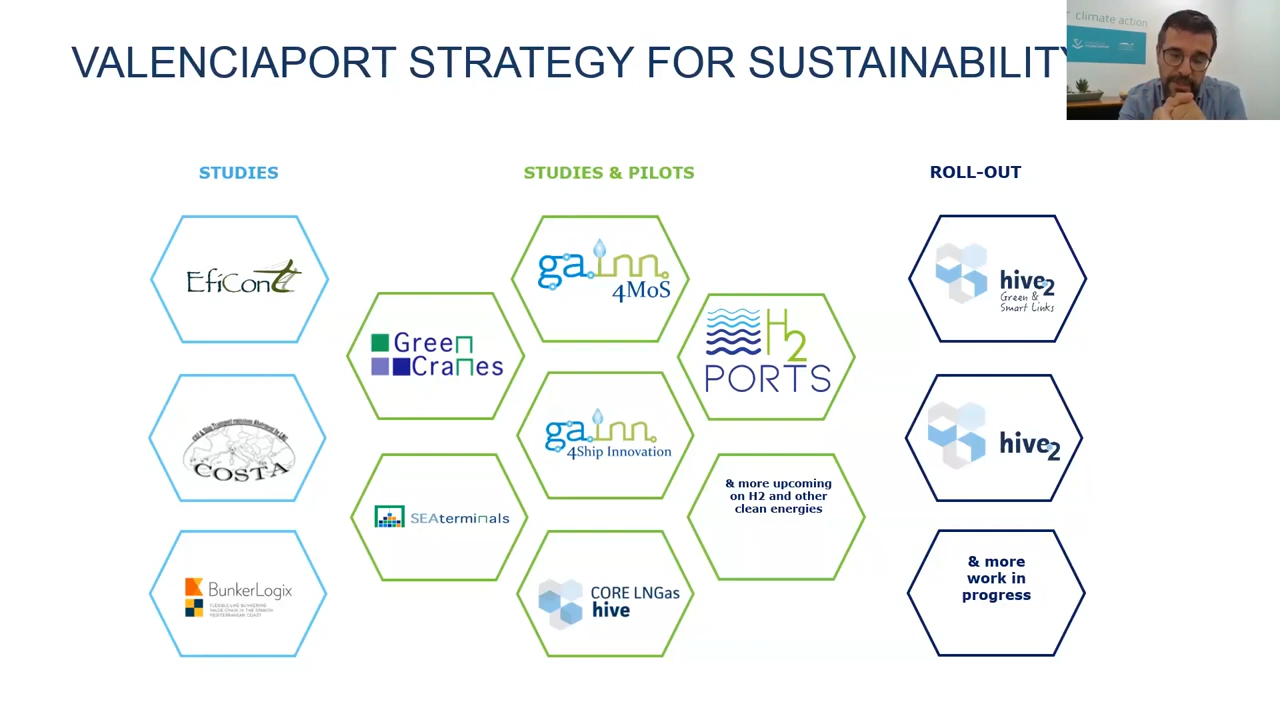 VALENCIAPORT STRATEGY FOR SUSTAINABILITY
climate action
STUDIES
STUDIES & PILOTS
ROLL-OUT
EfiCont
gainn
4MoS
hive2
Green &
Smart Links
Green
Cranes
H2
PORTS
COSTA
gainn
4Ship Innovation
hive2
SEAterminals
& more upcoming
on H2 and other
clean energies
BunkerLogix
CORE LNGas
hive
& more
work in
progress